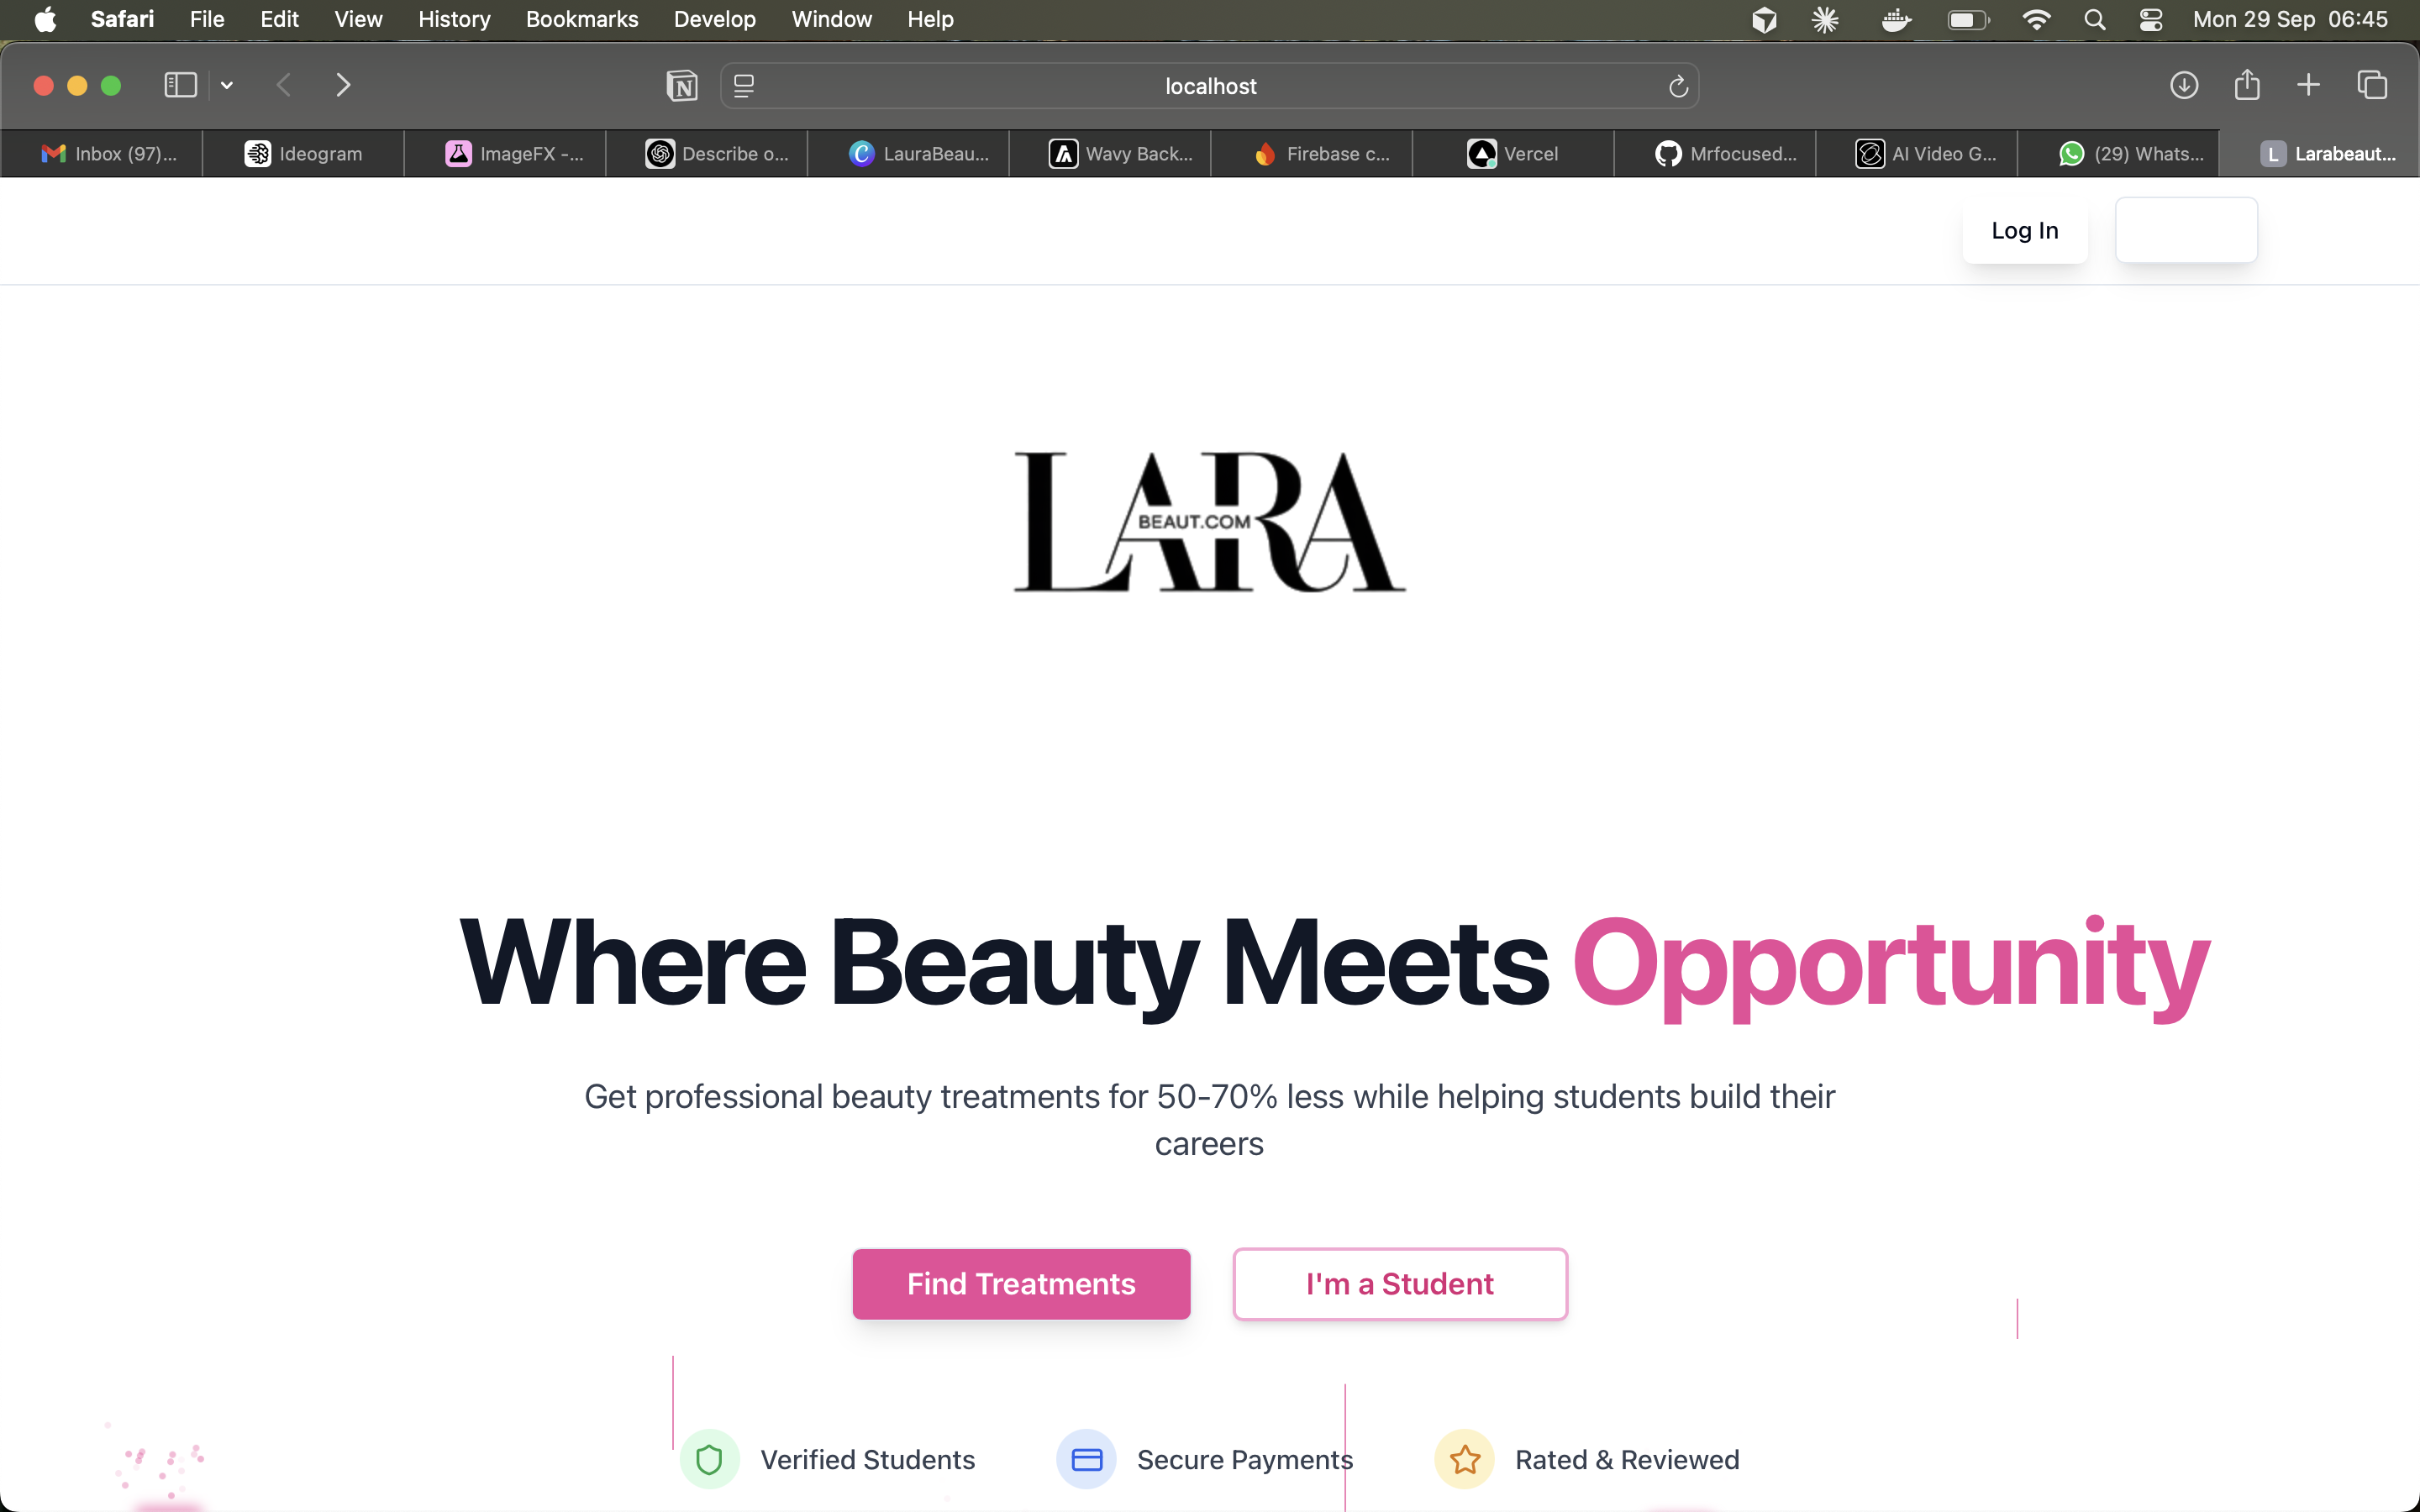 Safari File Edit View History Bookmarks Develop Window Help Mon 29 Sep 06:45
localhost
Inbox (97)... Ideogram ImageFX -... Describe o... LauraBeau... Wavy Back... Firebase c... Vercel Mrfocused... AI Video G... (29) Whats... L Larabeaut...
Log In
LARA
BEAUT.COM
Where Beauty Meets Opportunity
Get professional beauty treatments for 50-70% less while helping students build their
careers
Find Treatments I'm a Student
Verified Students Secure Payments Rated & Reviewed